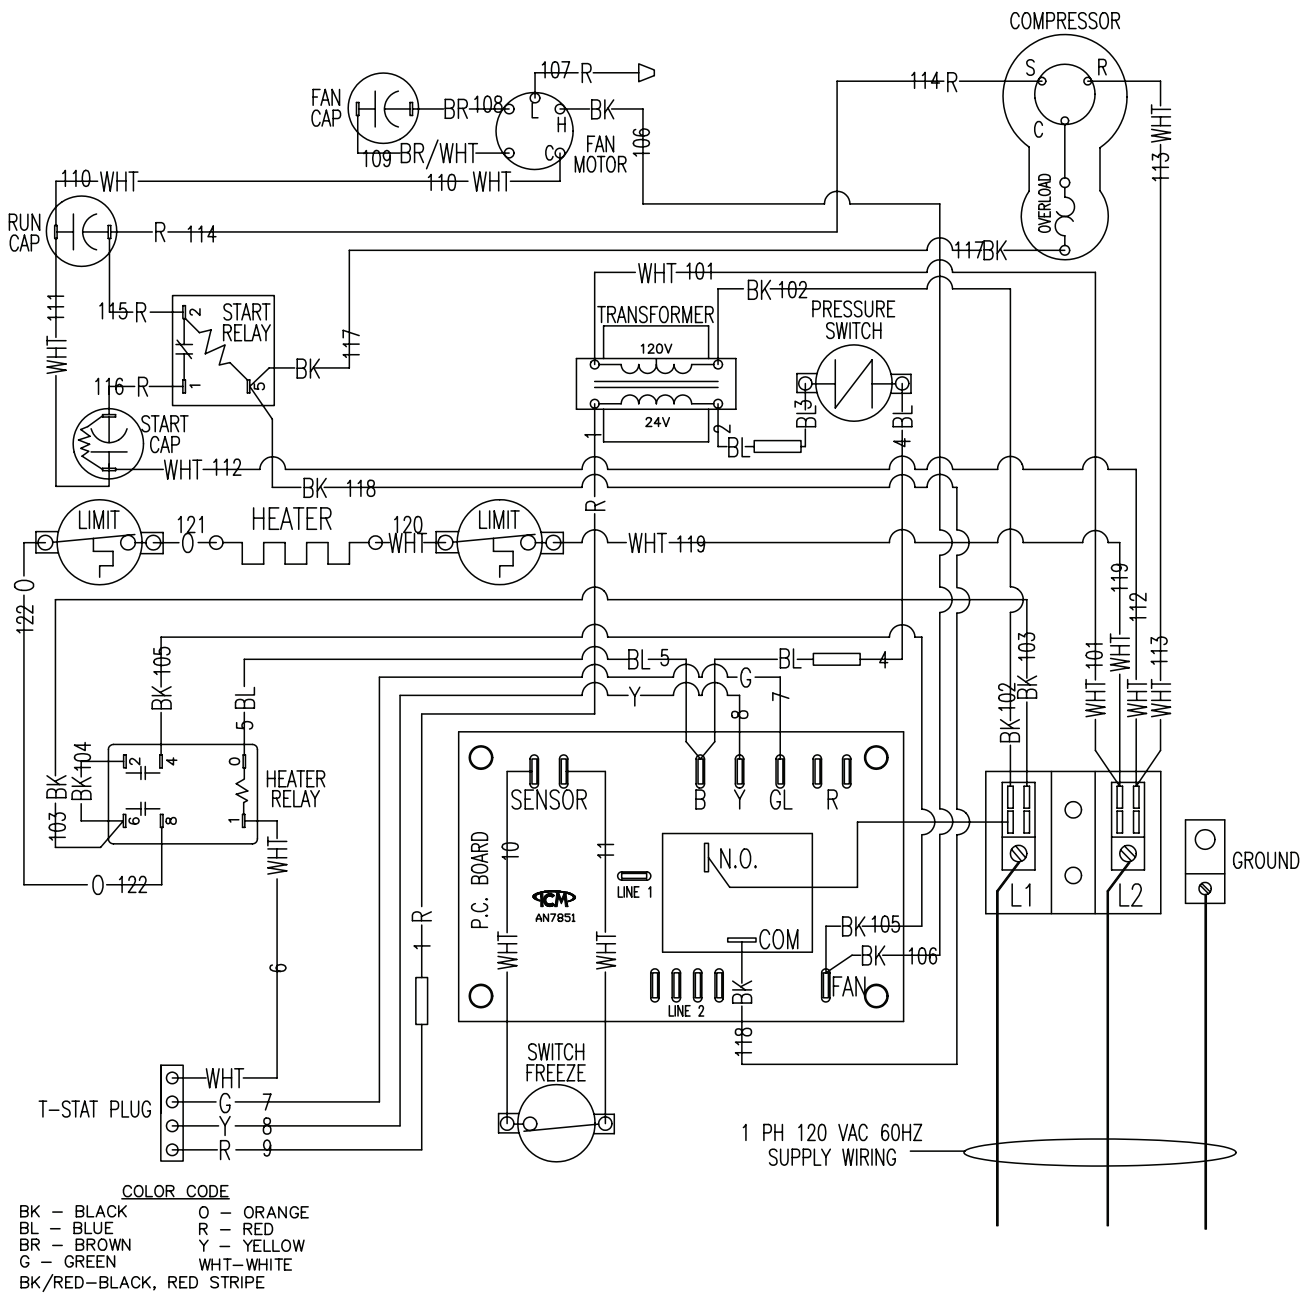 COMPRESSOR
107 R
S R
114 R
FAN
CAP
BR 108
L
H
BK
C
113 WHT
106
FAN
MOTOR
C
109 BR/WHT
110 WHT
110 WHT
OVERLOAD
RUN
CAP
R 114
117 BK
WHT 101
BK 102
WHT 111
115 R
2
START
RELAY
117
TRANSFORMER
PRESSURE
SWITCH
120V
BK
116 R
1
5
24V
START
CAP
1
2
BL
BL 3
BL
4
WHT 112
BK 118
R
LIMIT
121
O
HEATER
120
WHT
LIMIT
WHT 119
122 O
119
112
BK 105
BL 5
BL 4
BK 103
WHT 101
WHT
WHT
WHT 113
G
7
Y
8
5 BL
BK 102
BK 104
2 4 0
HEATER
RELAY
103 BK
6 8 1
SENSOR
B Y GL R
WHT
O 122
10
11
P.C. BOARD
LINE 1
N.O.
ICM
AN7851
L1
L2
GROUND
1 R
WHT
WHT
COM
BK 105
BK 106
6
BK
FAN
LINE 2
118
SWITCH
FREEZE
WHT
T-STAT PLUG
G 7
Y 8
R 9
1 PH 120 VAC 60HZ
SUPPLY WIRING
COLOR CODE
BK - BLACK O - ORANGE
BL - BLUE R - RED
BR - BROWN Y - YELLOW
G - GREEN WHT-WHITE
BK/RED-BLACK, RED STRIPE